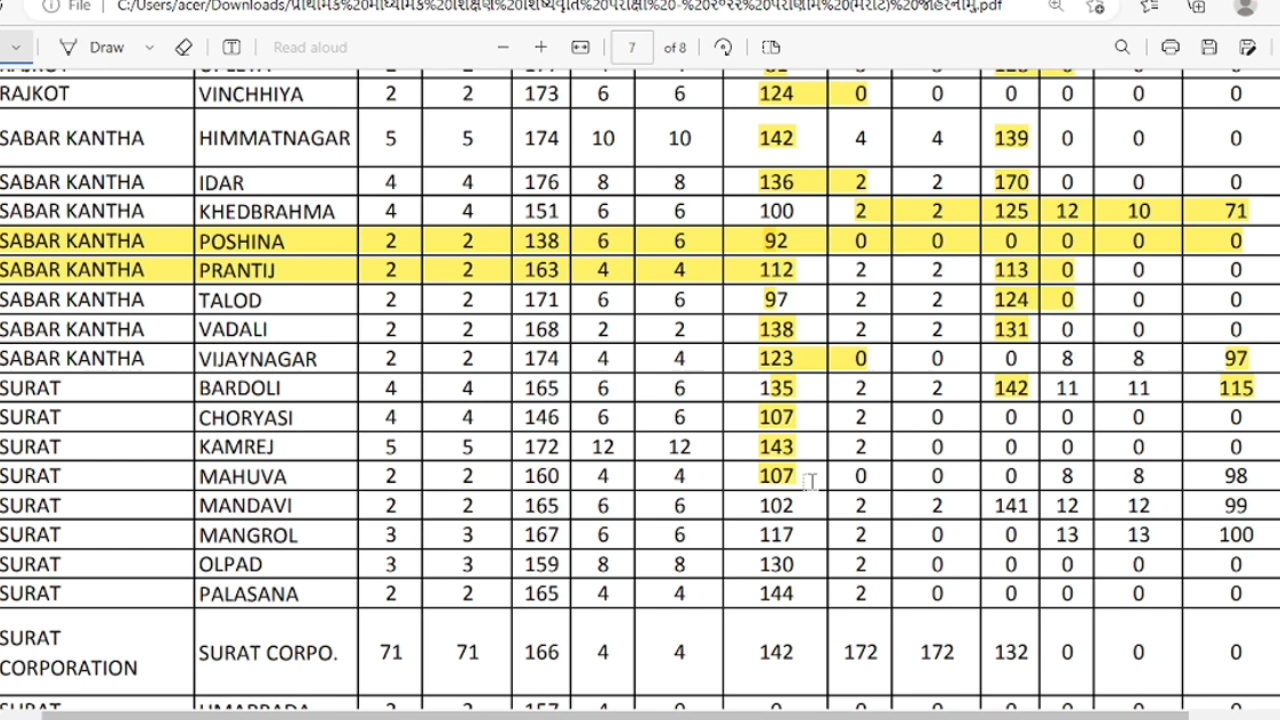 File
Draw
Read aloud
7 of 8
RAJKOT VINCHHIYA 2 2 173 6 6 124 0 0 0 0 0 0
SABAR KANTHA HIMMATNAGAR 5 5 174 10 10 142 4 4 139 0 0 0
SABAR KANTHA IDAR 4 4 176 8 8 136 2 2 170 0 0 0
SABAR KANTHA KHEDBRAHMA 4 4 151 6 6 100 2 2 125 12 10 71
SABAR KANTHA POSHINA 2 2 138 6 6 92 0 0 0 0 0 0
SABAR KANTHA PRANTIJ 2 2 163 4 4 112 2 2 113 0 0 0
SABAR KANTHA TALOD 2 2 171 6 6 97 2 2 124 0 0 0
SABAR KANTHA VADALI 2 2 168 2 2 138 2 2 131 0 0 0
SABAR KANTHA VIJAYNAGAR 2 2 174 4 4 123 0 0 0 8 8 97
SURAT BARDOLI 4 4 165 6 6 135 2 2 142 11 11 115
SURAT CHORYASI 4 4 146 6 6 107 2 0 0 0 0 0
SURAT KAMREJ 5 5 172 12 12 143 2 0 0 0 0 0
SURAT MAHUVA 2 2 160 4 4 107 0 0 0 8 8 98
SURAT MANDAVI 2 2 165 6 6 102 2 2 141 12 12 99
SURAT MANGROL 3 3 167 6 6 117 2 0 0 13 13 100
SURAT OLPAD 3 3 159 8 8 130 2 0 0 0 0 0
SURAT PALASANA 2 2 165 4 4 144 2 0 0 0 0 0
SURAT CORPORATION SURAT CORPO. 71 71 166 4 4 142 172 172 132 0 0 0